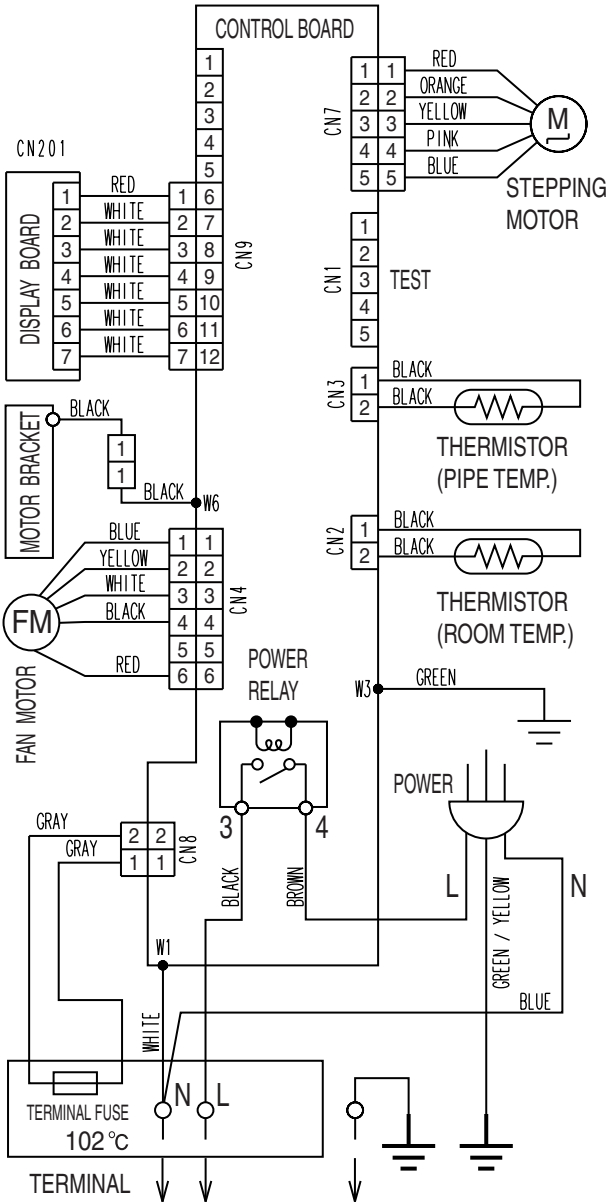 CONTROL BOARD
1
2
3
4
5
CN201
DISPLAY BOARD
1 RED 1 6
2 WHITE 2 7
3 WHITE 3 8
4 WHITE 4 9
5 WHITE 5 10
6 WHITE 6 11
7 WHITE 7 12
CN9
CN7
1 1 RED
2 2 ORANGE
3 3 YELLOW
4 4 PINK
5 5 BLUE
M
STEPPING
MOTOR
CN1
1
2
3
4
5
TEST
CN3
1 BLACK
2 BLACK
THERMISTOR
(PIPE TEMP.)
MOTOR BRACKET
BLACK
1
1
BLACK
W6
CN2
1 BLACK
2 BLACK
THERMISTOR
(ROOM TEMP.)
FM
FAN MOTOR
BLUE 1 1
YELLOW 2 2
WHITE 3 3
BLACK 4 4
5 5
RED 6 6
CN4
POWER
RELAY
3 4
W3
GREEN
POWER
GRAY 2 2
GRAY 1 1
CN8
BLACK
BROWN
L
GREEN / YELLOW
N
W1
BLUE
WHITE
TERMINAL FUSE
102℃
N L
TERMINAL